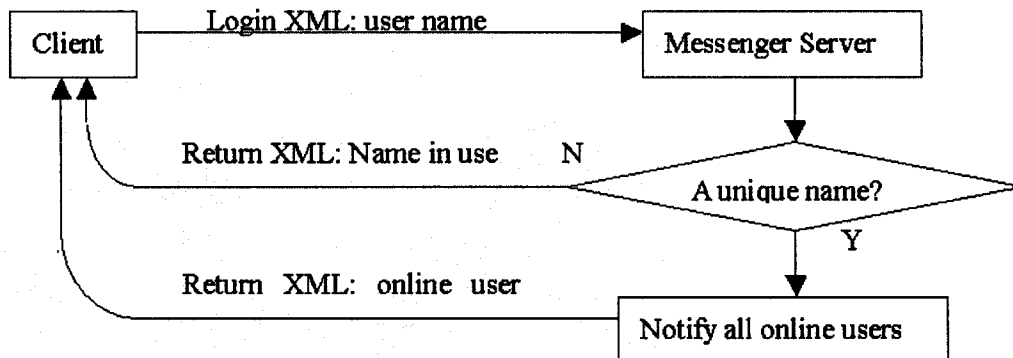 Login XML: user name
Client
Messenger Server
Return XML: Name in use
N
A unique name?
Y
Return XML: online user
Notify all online users